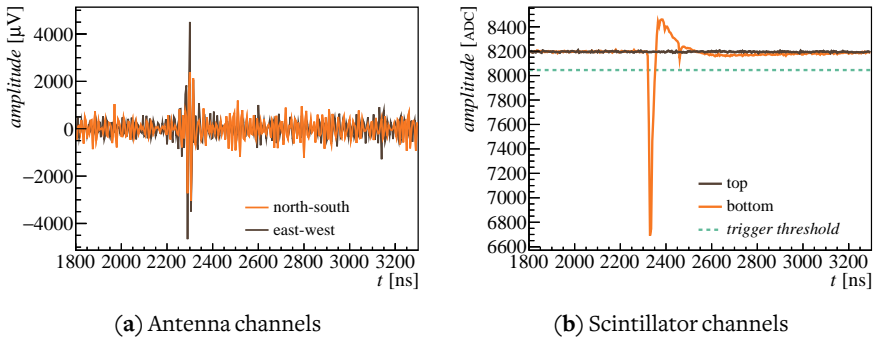 amplitude [μV]
4000
2000
0
−2000
−4000
north-south
east-west
1800 2000 2200 2400 2600 2800 3000 3200
t [ns]
(a) Antenna channels
amplitude [ADC]
8400
8200
8000
7800
7600
7400
7200
7000
6800
6600
top
bottom
trigger threshold
1800 2000 2200 2400 2600 2800 3000 3200
t [ns]
(b) Scintillator channels